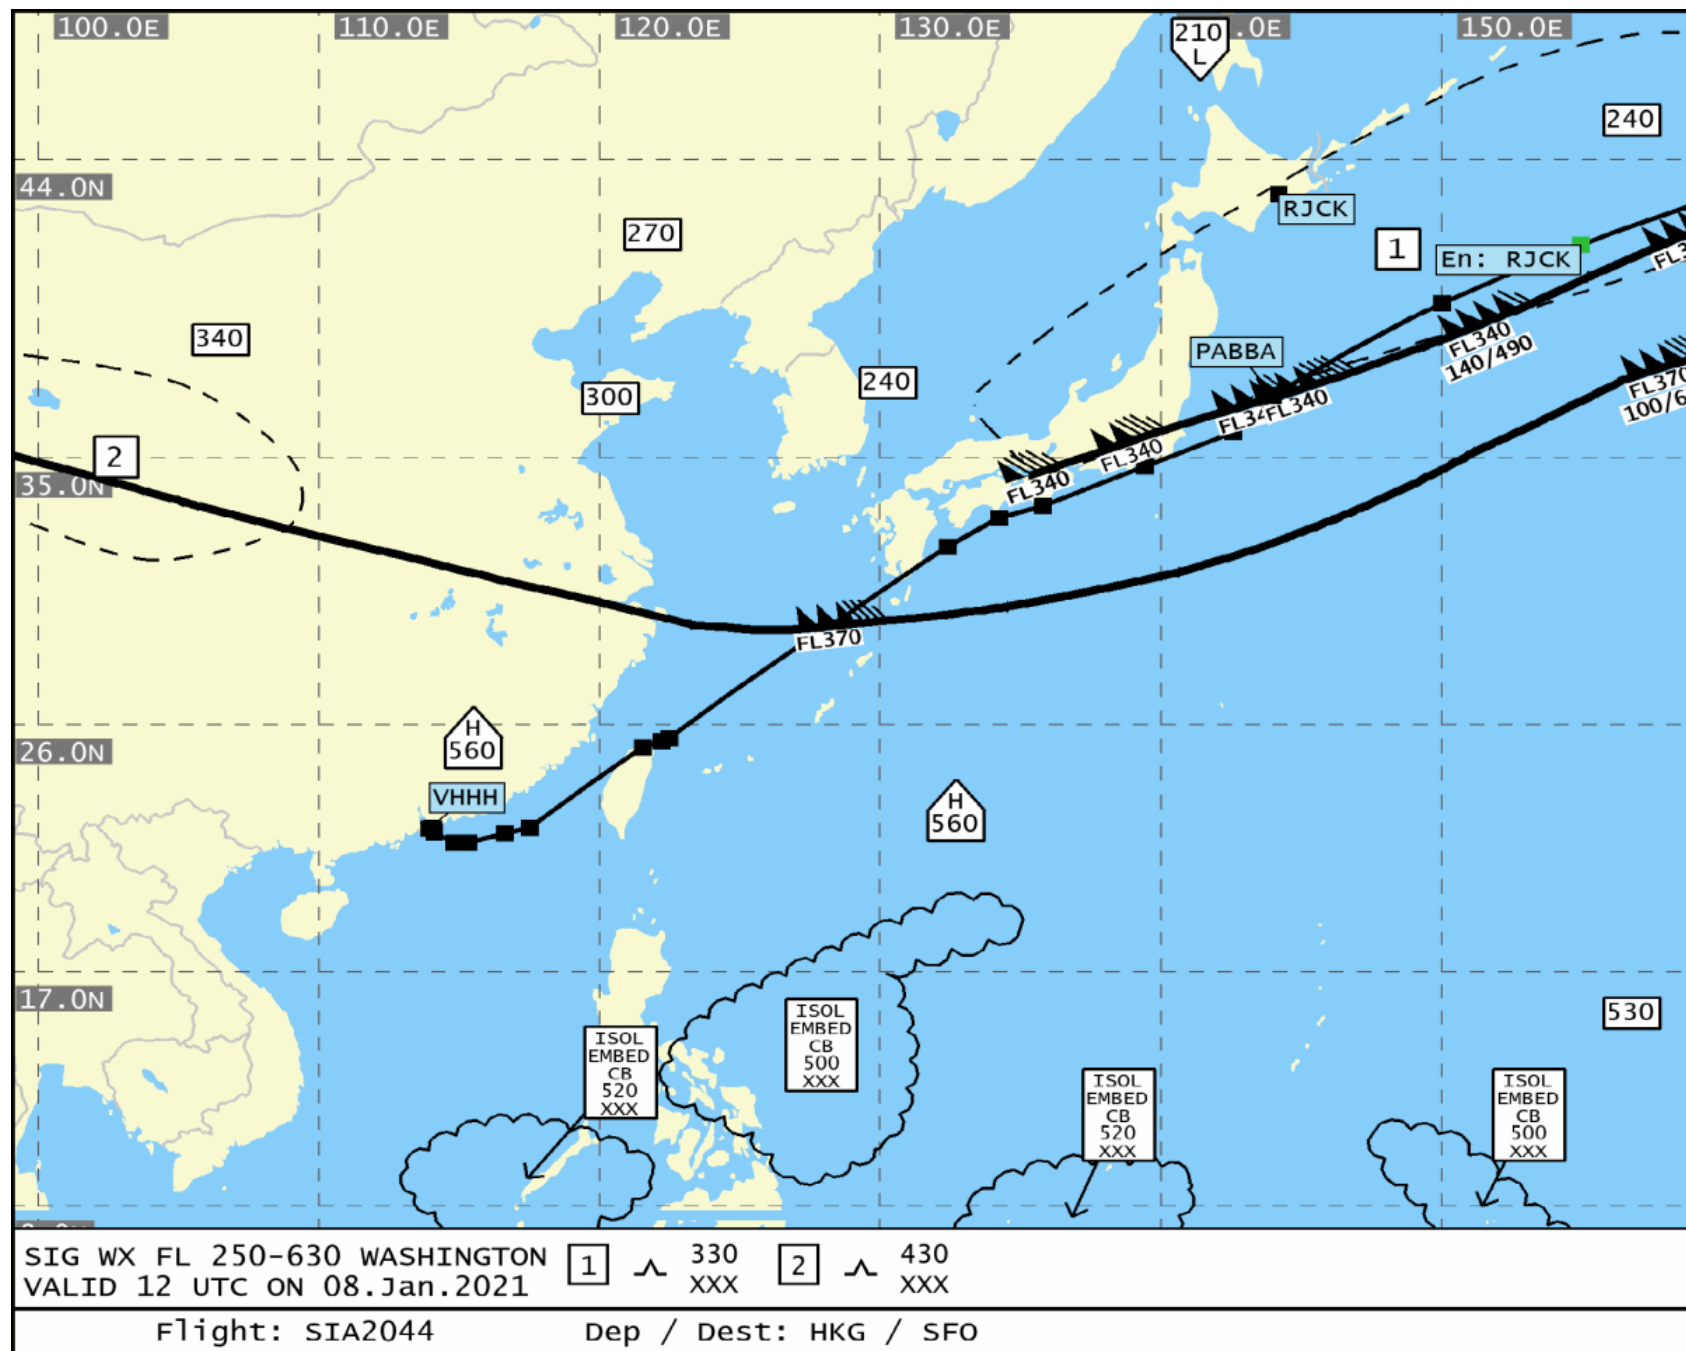 100.0E
110.0E
120.0E
130.0E
210
L
.0E
150.0E
240
44.0N
RJCK
270
1
En: RJCK
340
PABBA
FL340
140/490
240
300
FL340
FL370
FL340
2
35.0N
FL340
FL370
H
560
26.0N
VHHH
H
560
17.0N
ISOL
EMBED
CB
500
XXX
530
ISOL
EMBED
CB
520
XXX
ISOL
EMBED
CB
520
XXX
ISOL
EMBED
CB
500
XXX
SIG WX FL 250-630 WASHINGTON
VALID 12 UTC ON 08.Jan.2021
1
330
XXX
2
430
XXX
Flight: SIA2044
Dep / Dest: HKG / SFO